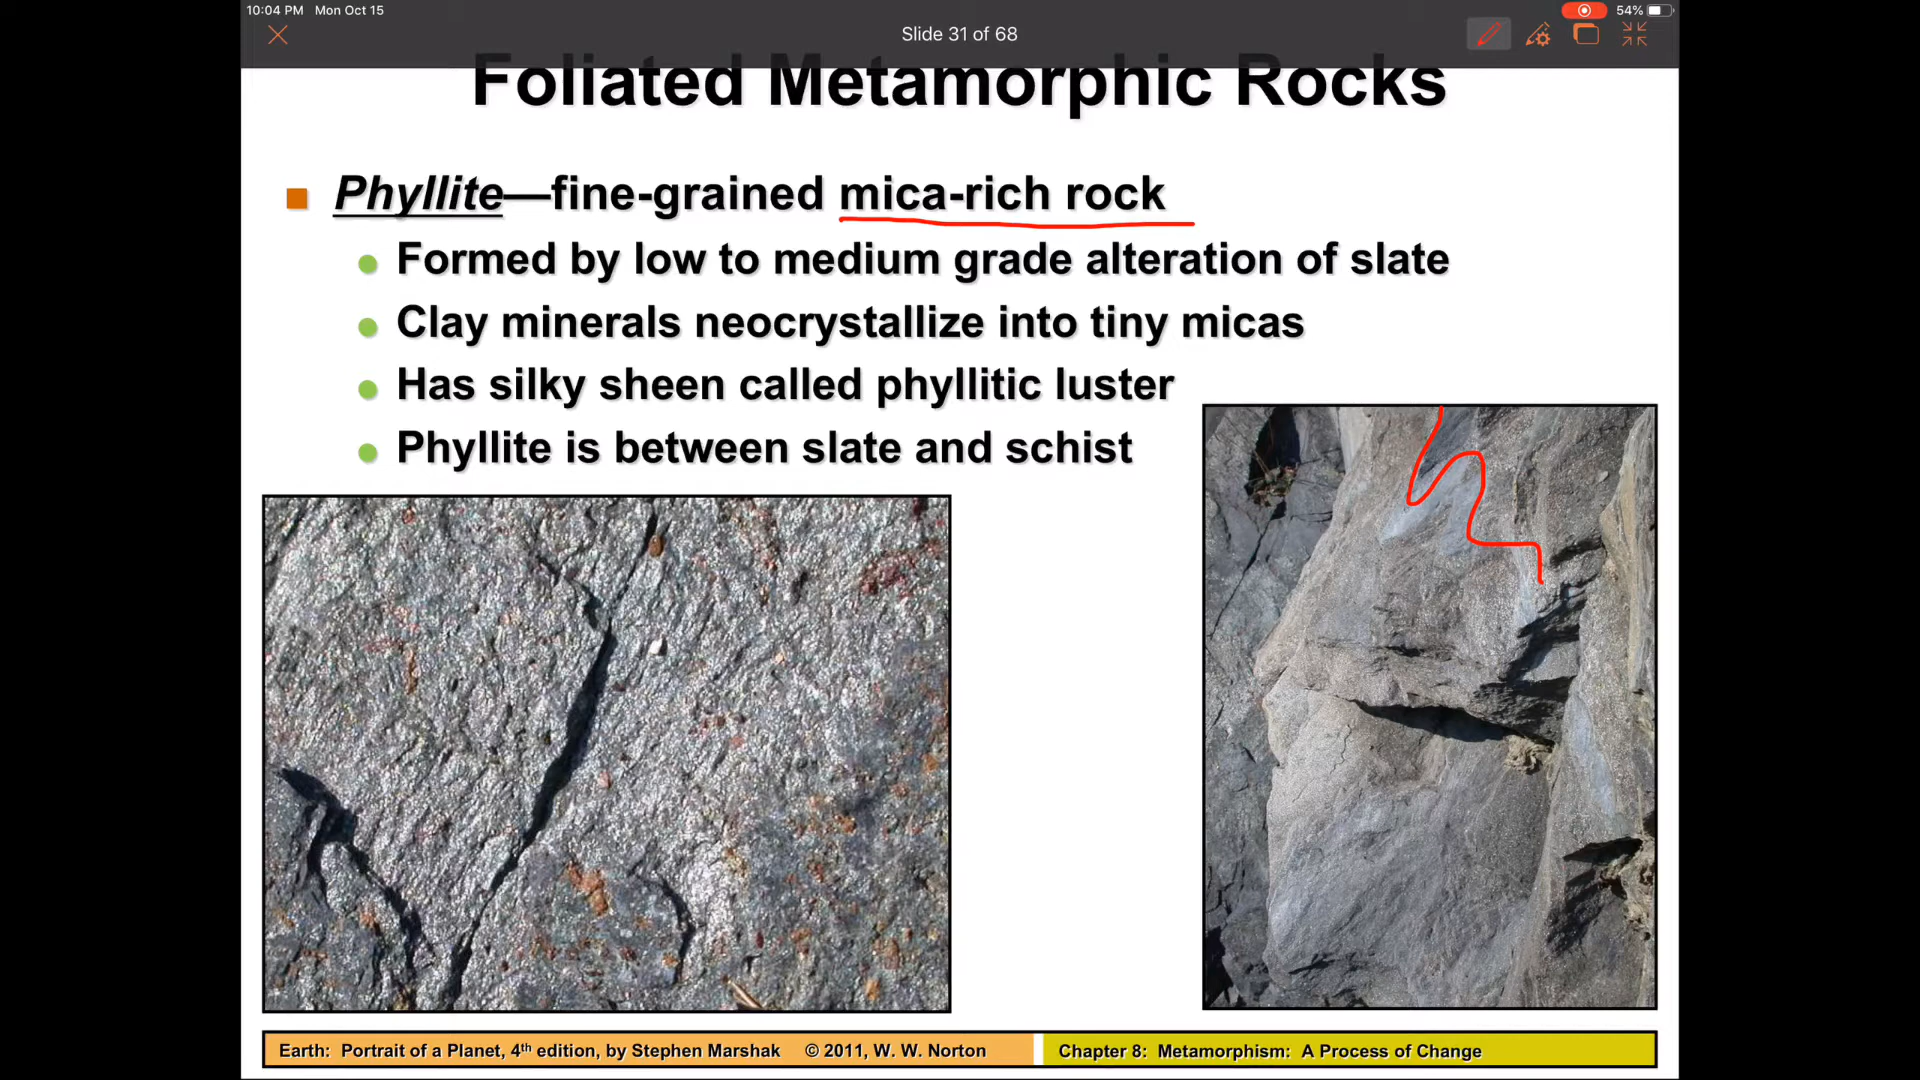 10:04 PM Mon Oct 15
54%
Slide 31 of 68
Foliated Metamorphic Rocks
Phyllite—fine-grained mica-rich rock
Formed by low to medium grade alteration of slate
Clay minerals neocrystallize into tiny micas
Has silky sheen called phyllitic luster
Phyllite is between slate and schist
Earth: Portrait of a Planet, 4th edition, by Stephen Marshak © 2011, W. W. Norton
Chapter 8: Metamorphism: A Process of Change